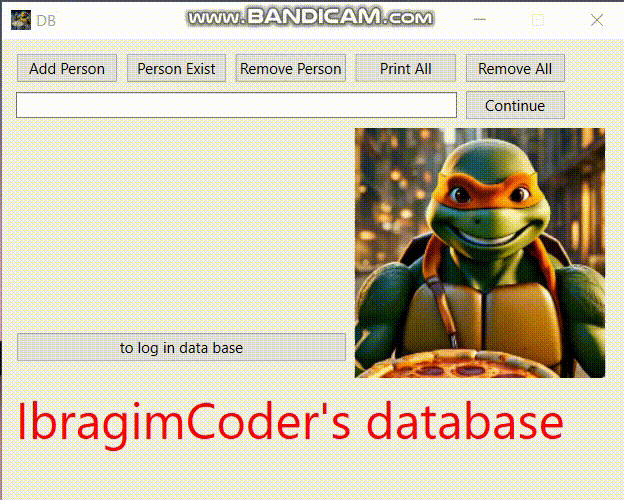 DB
WWW.BANDICAM.COM
Add Person
Person Exist
Remove Person
Print All
Remove All
Continue
to log in data base
IbragimCoder's database